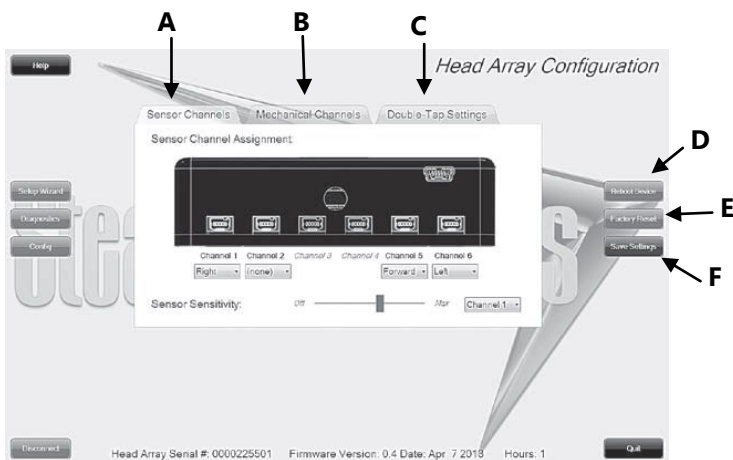 A
B
C
Help
Head Array Configuration
Sensor Channels Mechanical Channels Double-Tap Settings
Sensor Channel Assignment:
D
Setup Wizard
Reboot Device
E
Diagnostics
Factory Reset
Config
Save Settings
F
Channel 1 Channel 2 Channel 3 Channel 4 Channel 5 Channel 6
Right (none) Forward Left
Sensor Sensitivity: Off Max Channel 1
Disconnect
Head Array Serial #: 0000225501 Firmware Version: 0.4 Date: Apr 7 2013 Hours: 1
Quit